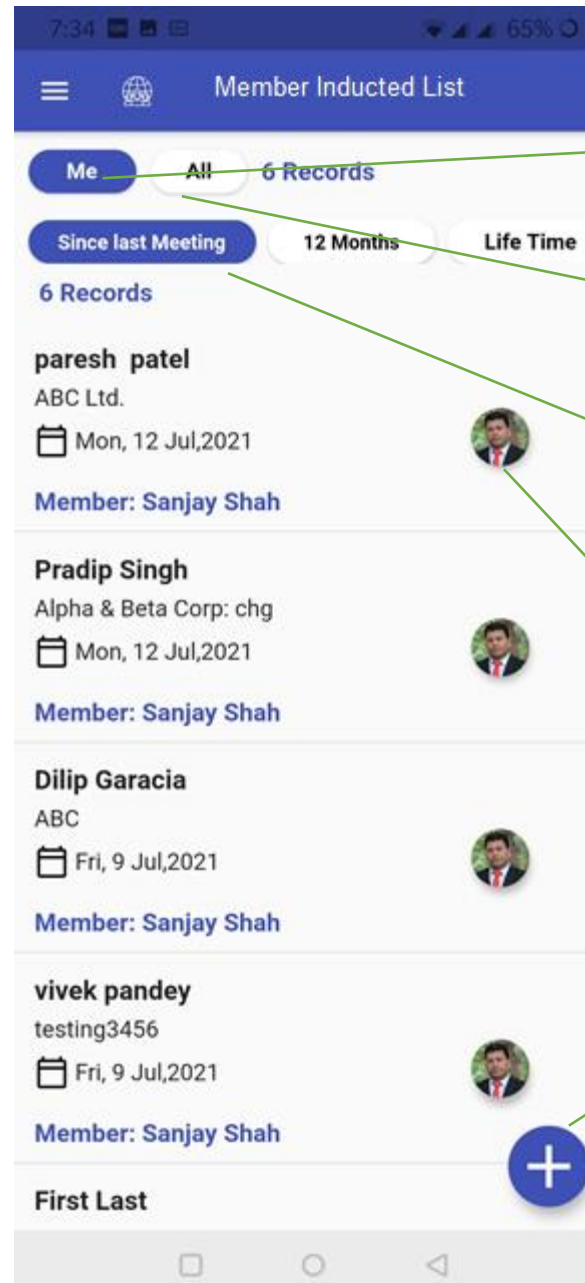 7:34 65%
Member Inducted List
Me All 6 Records
Since last Meeting 12 Months Life Time
6 Records
paresh patel
ABC Ltd.
Mon, 12 Jul,2021
Member: Sanjay Shah
Pradip Singh
Alpha & Beta Corp: chg
Mon, 12 Jul,2021
Member: Sanjay Shah
Dilip Garacia
ABC
Fri, 9 Jul,2021
Member: Sanjay Shah
vivek pandey
testing3456
Fri, 9 Jul,2021
Member: Sanjay Shah
First Last